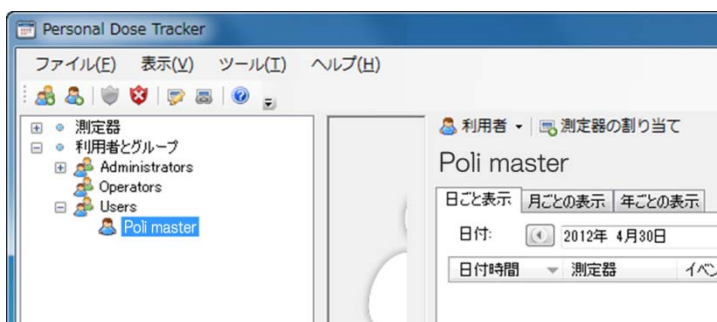 Personal Dose Tracker
ファイル(F) 表示(V) ツール(T) ヘルプ(H)
測定器
利用者とグループ
Administrators
Operators
Users
Poli master
利用者 測定器の割り当て
Poli master
日ごと表示 月ごとの表示 年ごとの表示
日付: 2012年 4月30日
日付時間 測定器 イベン